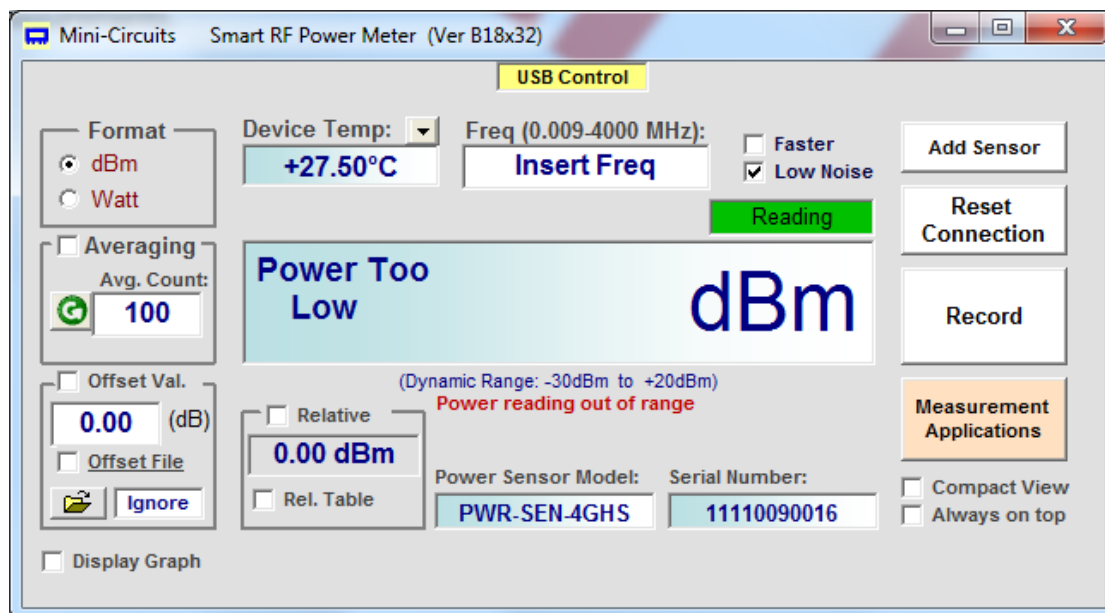 Mini-Circuits Smart RF Power Meter (Ver B18x32)
USB Control
Format
dBm
Watt
Device Temp:
+27.50°C
Freq (0.009-4000 MHz):
Insert Freq
Faster
Low Noise
Reading
Add Sensor
Reset
Connection
Averaging
Avg. Count:
100
Power Too
Low
dBm
Record
(Dynamic Range: -30dBm to +20dBm)
Power reading out of range
Offset Val.
0.00 (dB)
Offset File
Ignore
Relative
0.00 dBm
Rel. Table
Power Sensor Model:
PWR-SEN-4GHS
Serial Number:
11110090016
Measurement
Applications
Compact View
Always on top
Display Graph